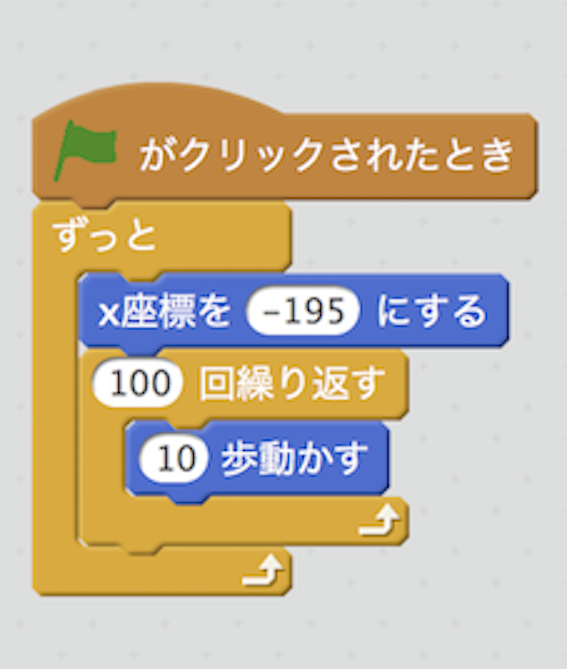 がクリックされたとき
ずっと
x座標を -195 にする
100 回繰り返す
10 歩動かす